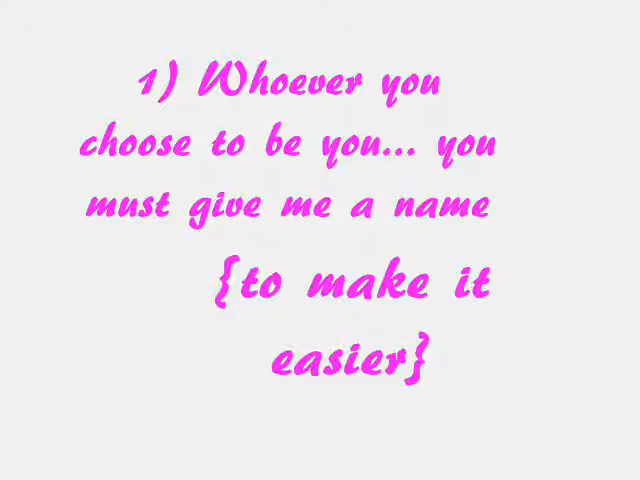 1) Whoever you
choose to be you... you
must give me a name
{to make it
easier}